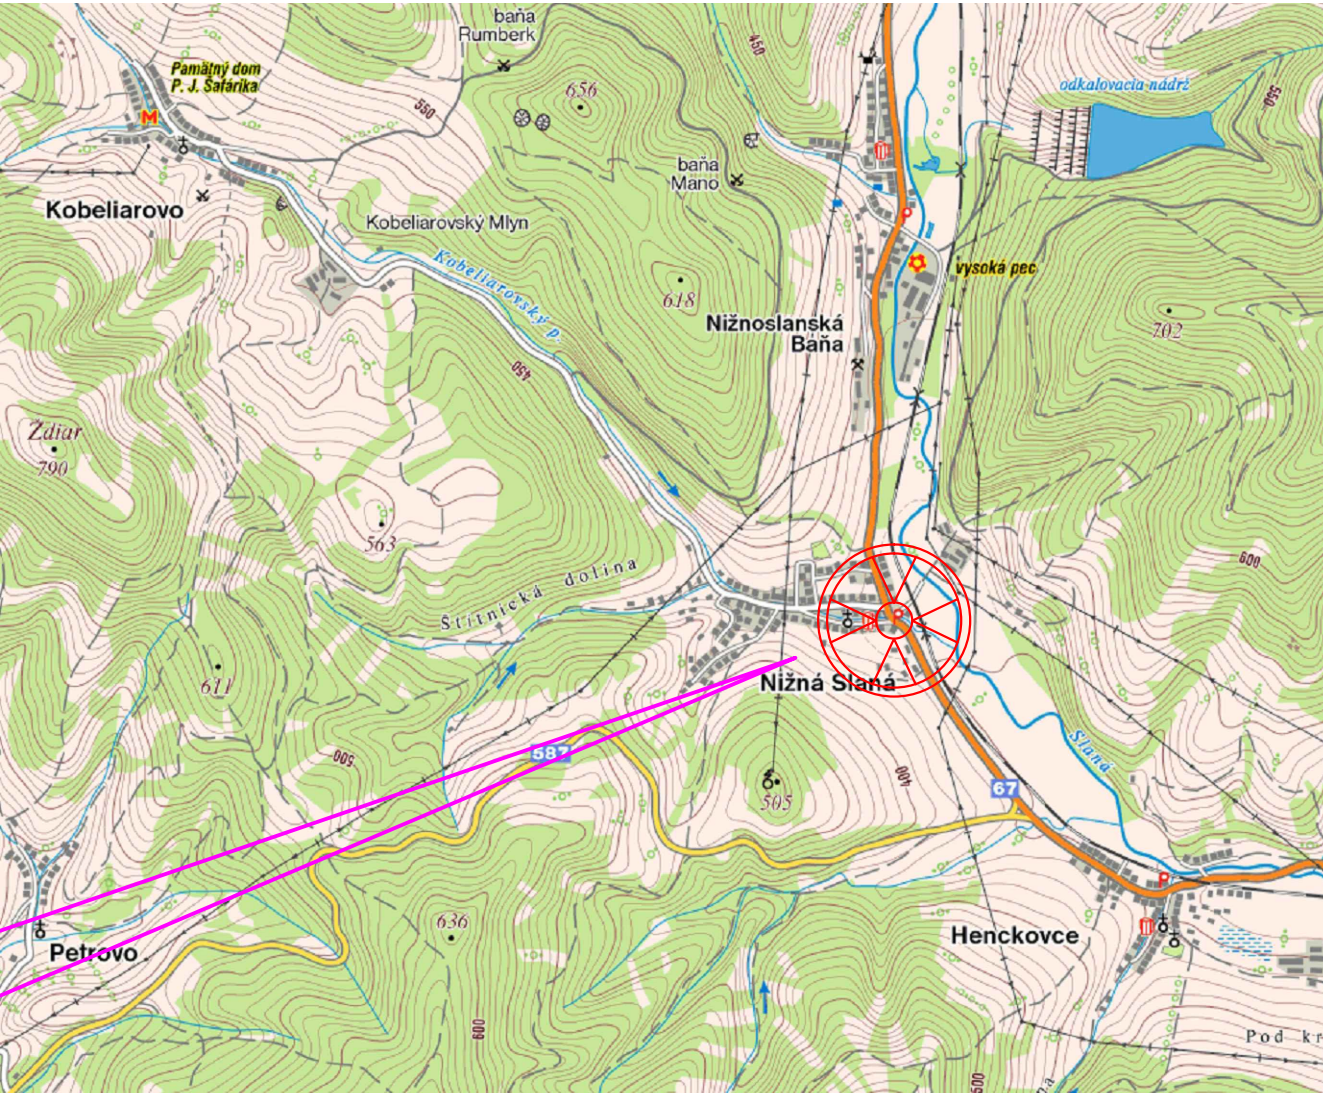 baňa
Rumberk
450
Pamätný dom
P. J. Šafárika
656
550
odkalovacia nádrž
550
M
baňa
Mano
Kobeliarovo
Kobeliarovský Mlyn
Kobeliarovský p.
618
vysoká pec
Nižnoslanská
Baňa
702
450
Ždiar
790
563
Štítnická dolina
600
611
P
Nižná Slaná
500
587
Slaná
400
67
505
636
P
Petrovo
Henckovce
600
Pod kr
500